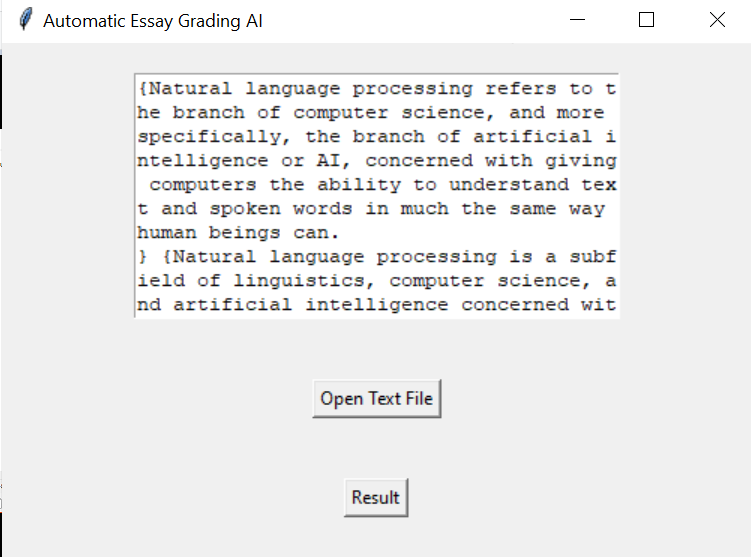 Automatic Essay Grading AI
{Natural language processing refers to t
he branch of computer science, and more
specifically, the branch of artificial i
ntelligence or AI, concerned with giving
 computers the ability to understand tex
t and spoken words in much the same way
human beings can.
} {Natural language processing is a subf
ield of linguistics, computer science, a
nd artificial intelligence concerned wit
Open Text File
Result